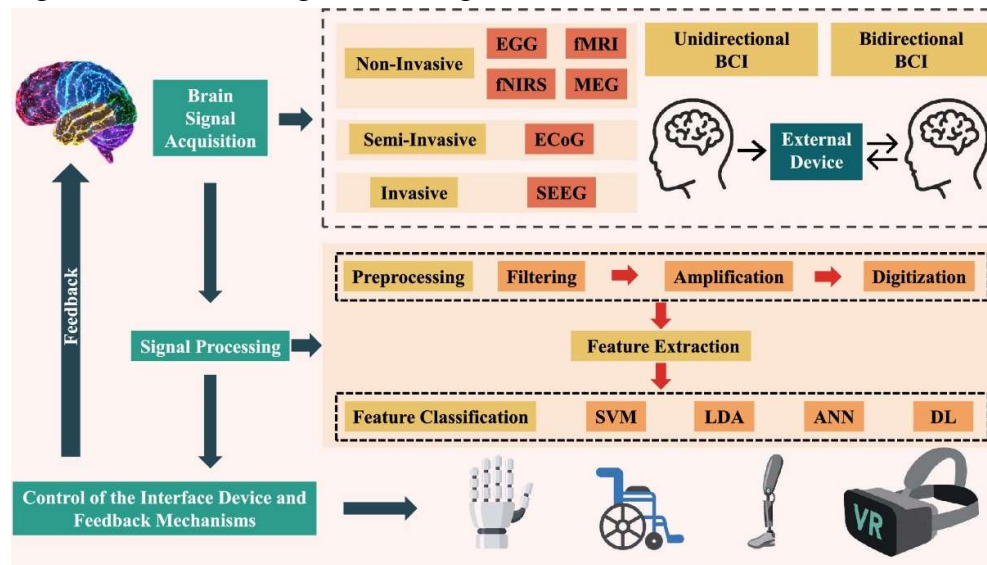 Brain
Signal
Acquisition
Non-Invasive
EGG
fMRI
fNIRS
MEG
Semi-Invasive
ECoG
Invasive
SEEG
Unidirectional
BCI
Bidirectional
BCI
External
Device
Feedback
Signal Processing
Preprocessing
Filtering
Amplification
Digitization
Feature Extraction
Feature Classification
SVM
LDA
ANN
DL
Control of the Interface Device and
Feedback Mechanisms
VR